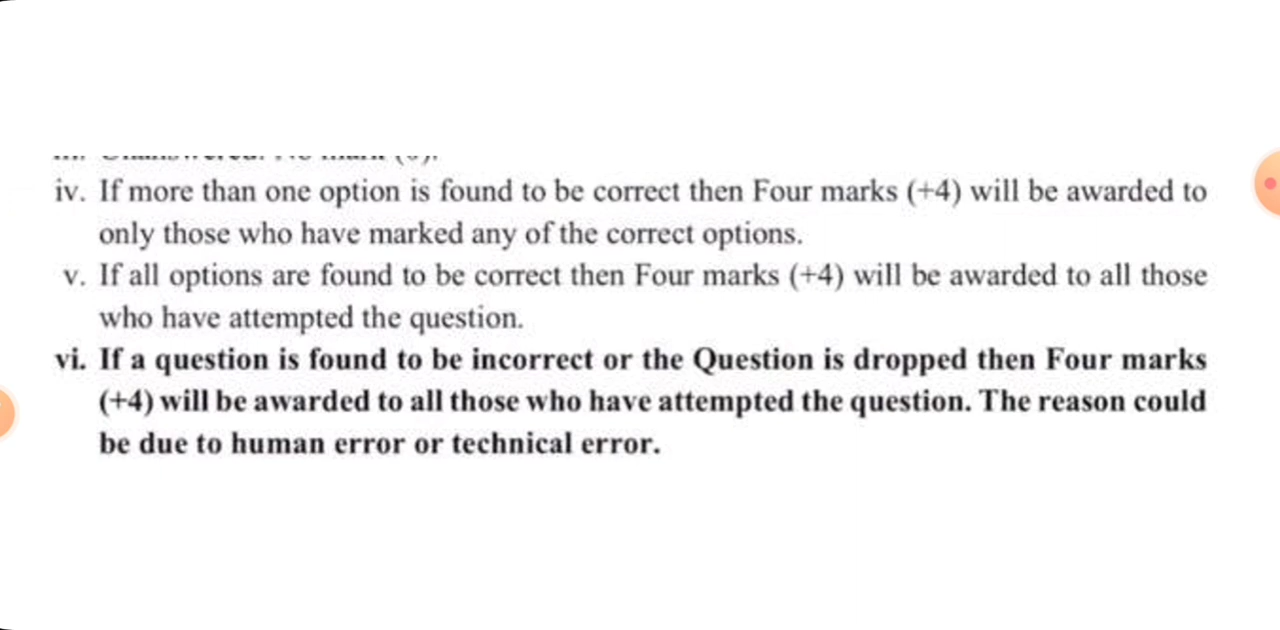 iv. If more than one option is found to be correct then Four marks (+4) will be awarded to
only those who have marked any of the correct options.
v. If all options are found to be correct then Four marks (+4) will be awarded to all those
who have attempted the question.
vi. If a question is found to be incorrect or the Question is dropped then Four marks
(+4) will be awarded to all those who have attempted the question. The reason could
be due to human error or technical error.